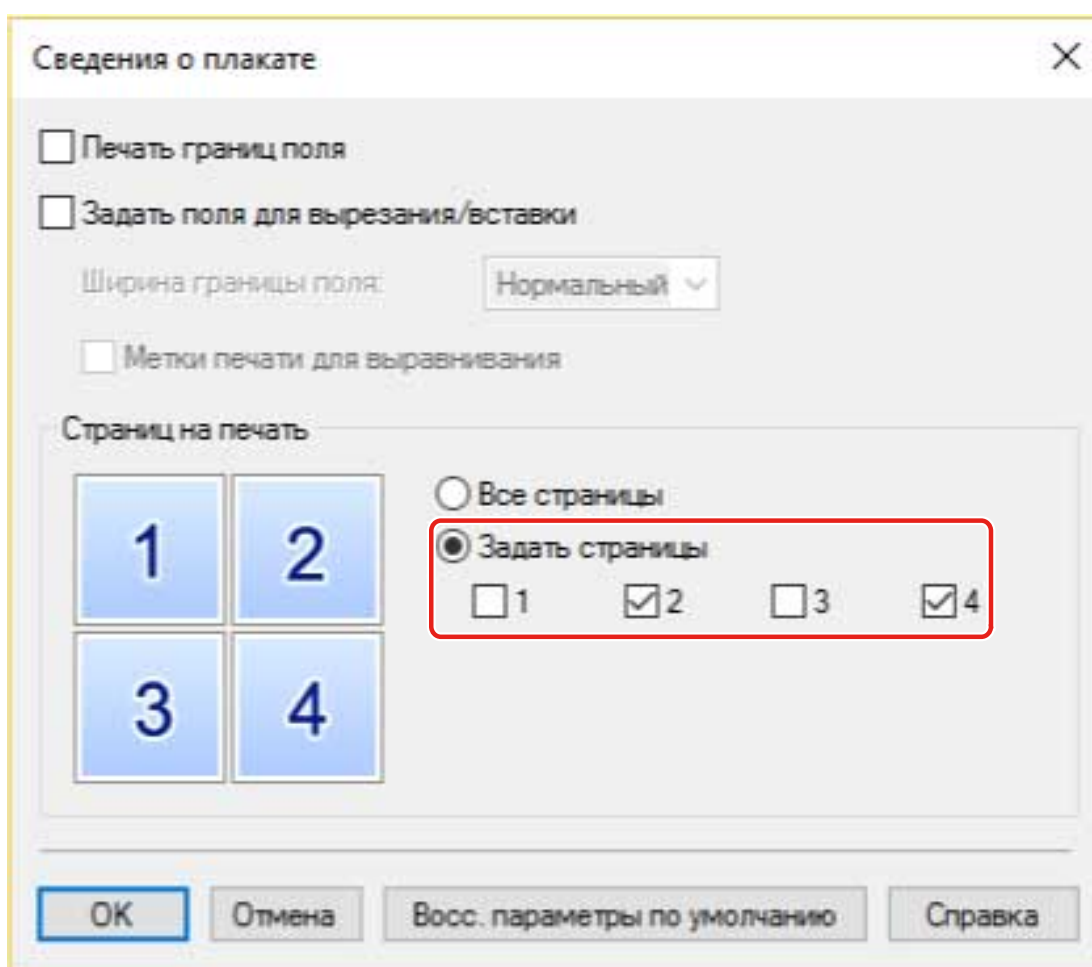 Сведения о плакате
Печать границ поля
Задать поля для вырезания/вставки
Ширина границы поля: Нормальный
Метки печати для выравнивания
Страниц на печать
1 2
3 4
Все страницы
Задать страницы
1 2 3 4
OK Отмена Восс. параметры по умолчанию Справка